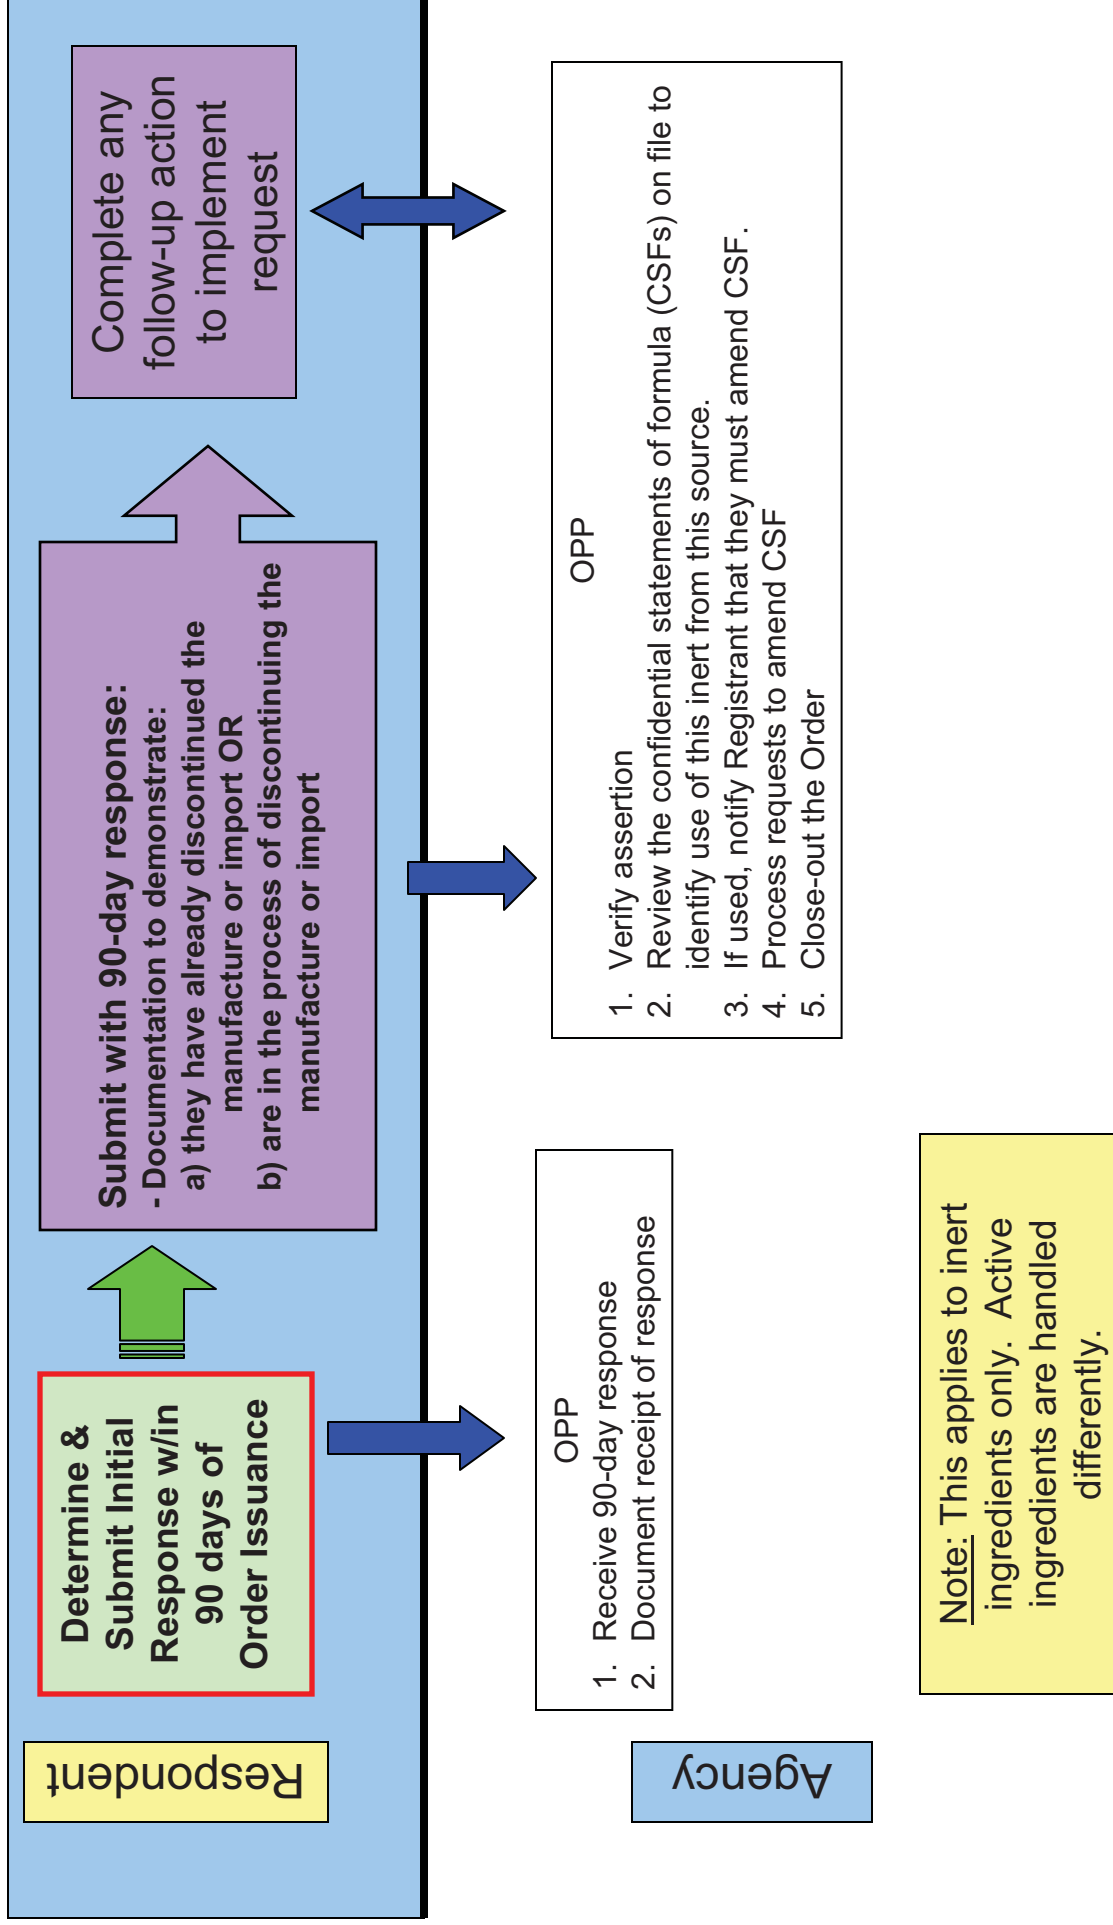 Respondent
Determine &
Submit Initial
Response w/in
90 days of
Order Issuance
Submit with 90-day response:
- Documentation to demonstrate:
a) they have already discontinued the
manufacture or import OR
b) are in the process of discontinuing the
manufacture or import
Complete any
follow-up action
to implement
request
Agency
OPP
1. Receive 90-day response
2. Document receipt of response
OPP
1. Verify assertion
2. Review the confidential statements of formula (CSFs) on file to
identify use of this inert from this source.
3. If used, notify Registrant that they must amend CSF.
4. Process requests to amend CSF
5. Close-out the Order
Note: This applies to inert
ingredients only. Active
ingredients are handled
differently.